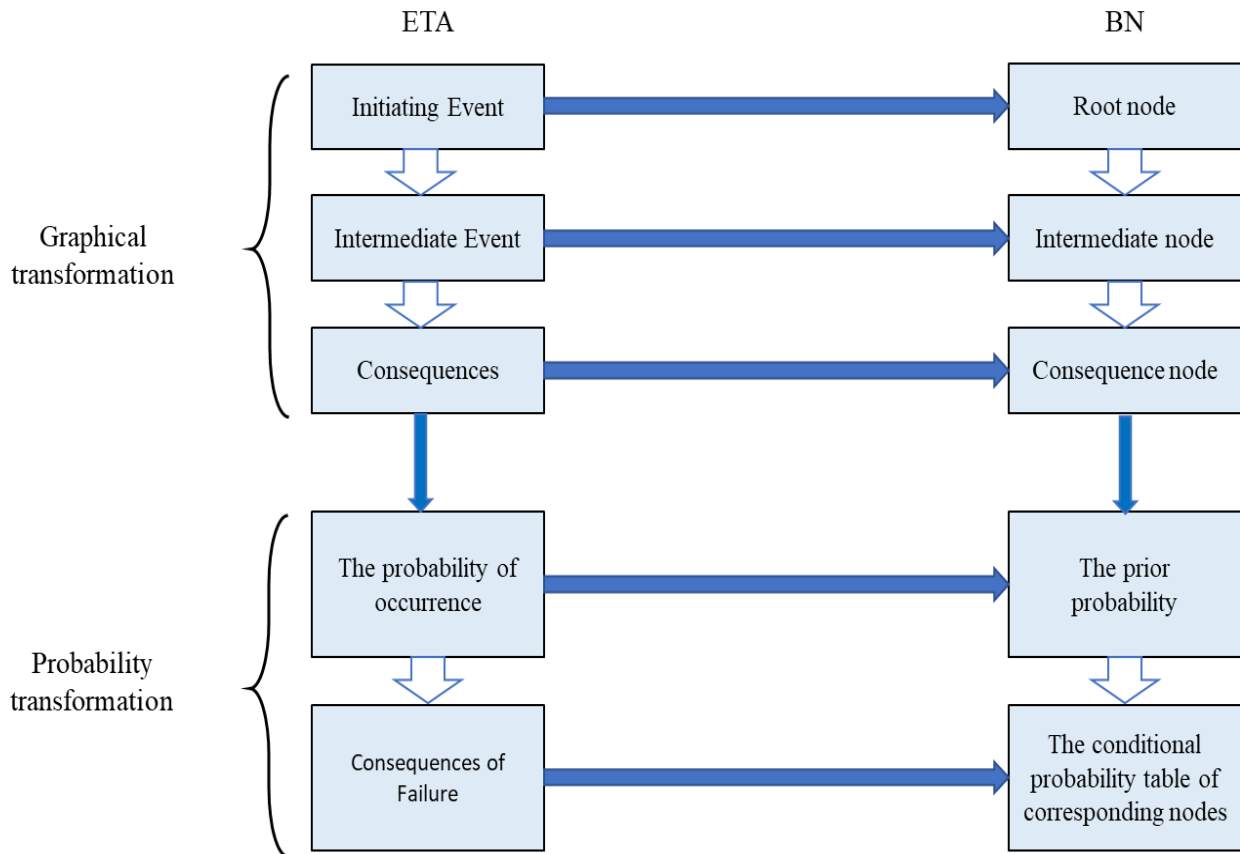 ETA
BN
Initiating Event
Root node
Intermediate Event
Intermediate node
Graphical
transformation
Consequences
Consequence node
The probability of
occurrence
The prior
probability
Probability
transformation
Consequences of
Failure
The conditional
probability table of
corresponding nodes